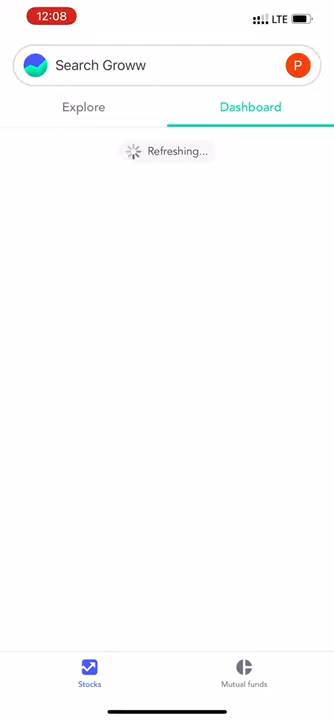 12:08
LTE
Search Groww
P
Explore
Dashboard
Refreshing...
Stocks
Mutual funds